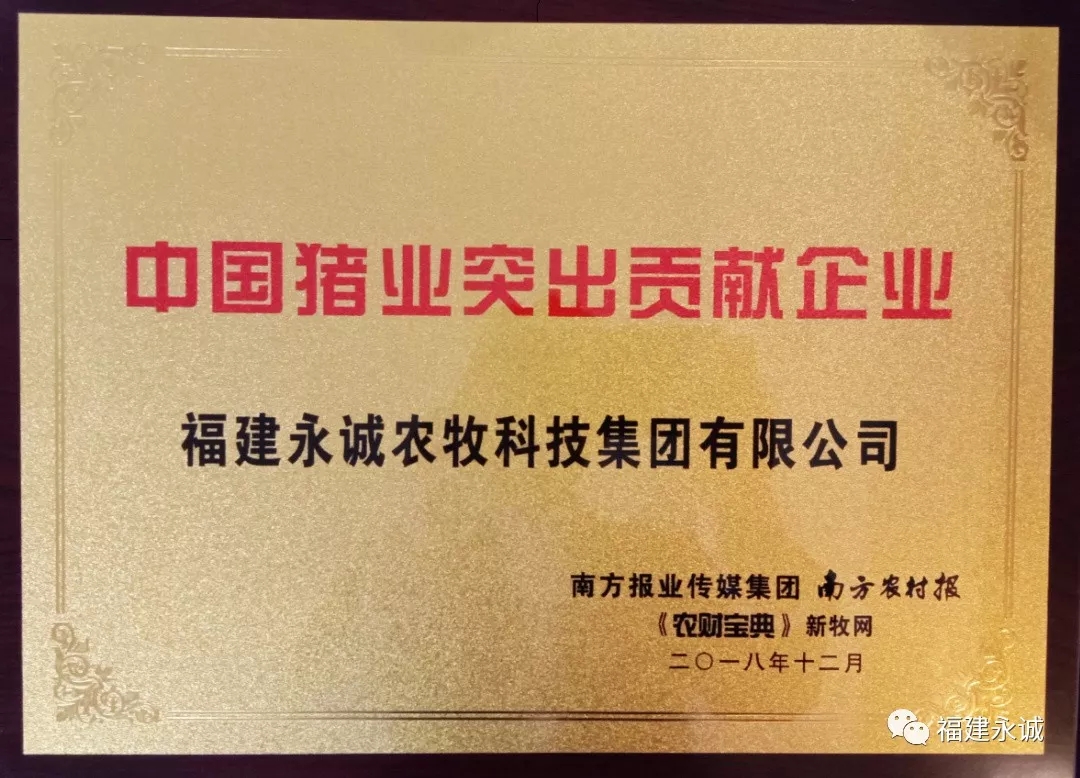 中国猪业突出贡献企业
福建永诚农牧科技集团有限公司
南方报业传媒集团 南方农村报
《农财宝典》新牧网
二〇一八年十二月
福建永诚